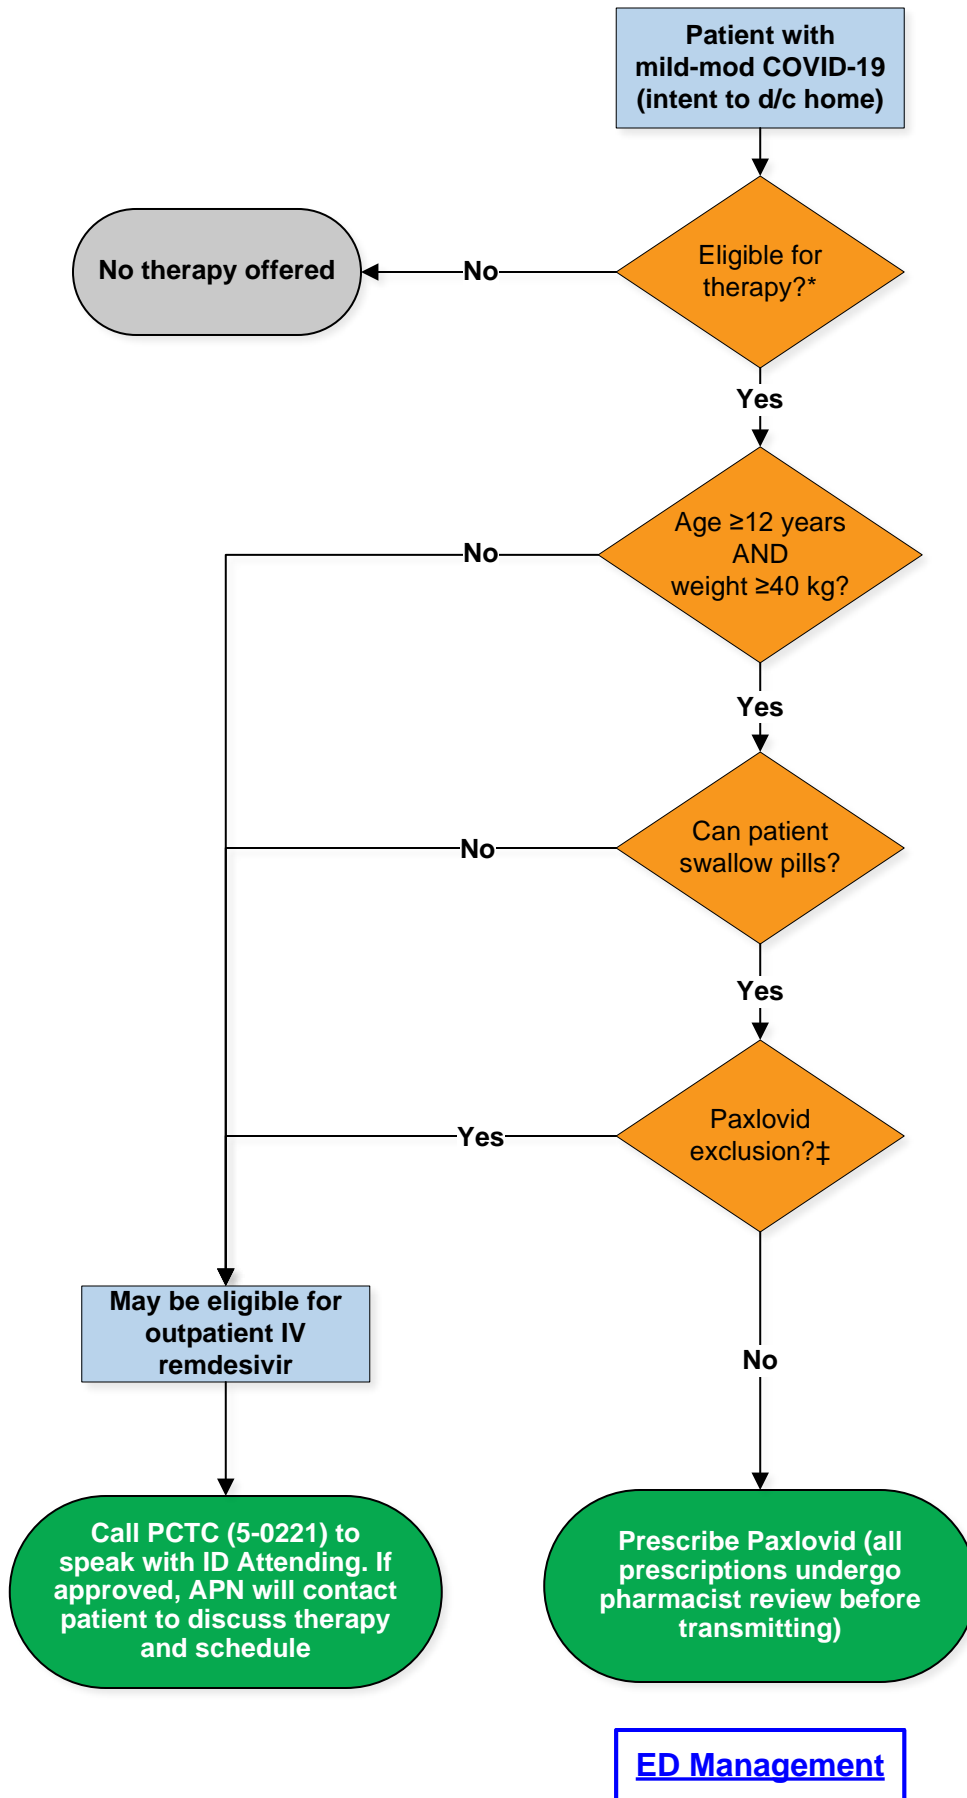 Patient with
mild-mod COVID-19
(intent to d/c home)
Eligible for
therapy?*
No
No therapy offered
Yes
Age ≥12 years
AND
weight ≥40 kg?
No
Yes
Can patient
swallow pills?
No
Yes
Paxlovid
exclusion?‡
Yes
No
May be eligible for
outpatient IV
remdesivir
Call PCTC (5-0221) to
speak with ID Attending. If
approved, APN will contact
patient to discuss therapy
and schedule
Prescribe Paxlovid (all
prescriptions undergo
pharmacist review before
transmitting)
ED Management